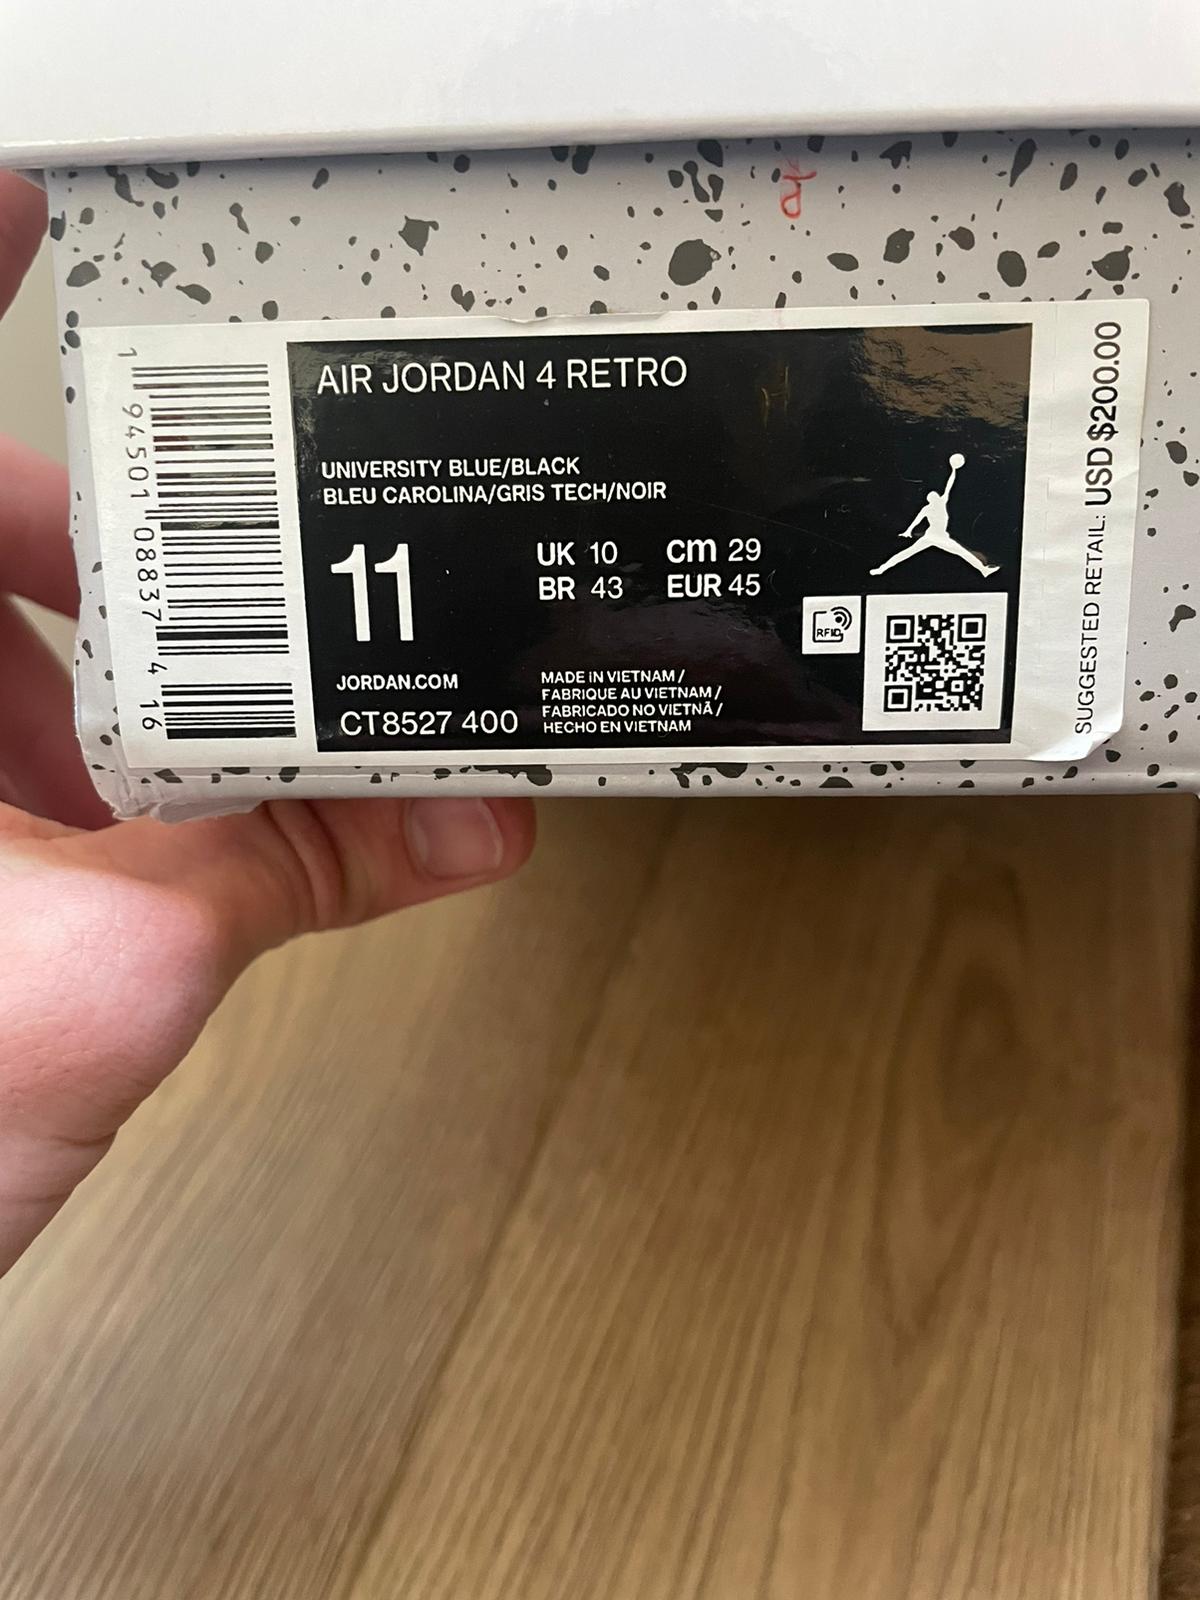 AIR JORDAN 4 RETRO
UNIVERSITY BLUE/BLACK
BLEU CAROLINA/GRIS TECH/NOIR
11
UK 10 cm 29
BR 43 EUR 45
RFID
JORDAN.COM
CT8527 400
MADE IN VIETNAM /
FABRIQUE AU VIETNAM /
FABRICADO NO VIETNÃ /
HECHO EN VIETNAM
SUGGESTED RETAIL: USD $200.00
1 94501 08837 4 16